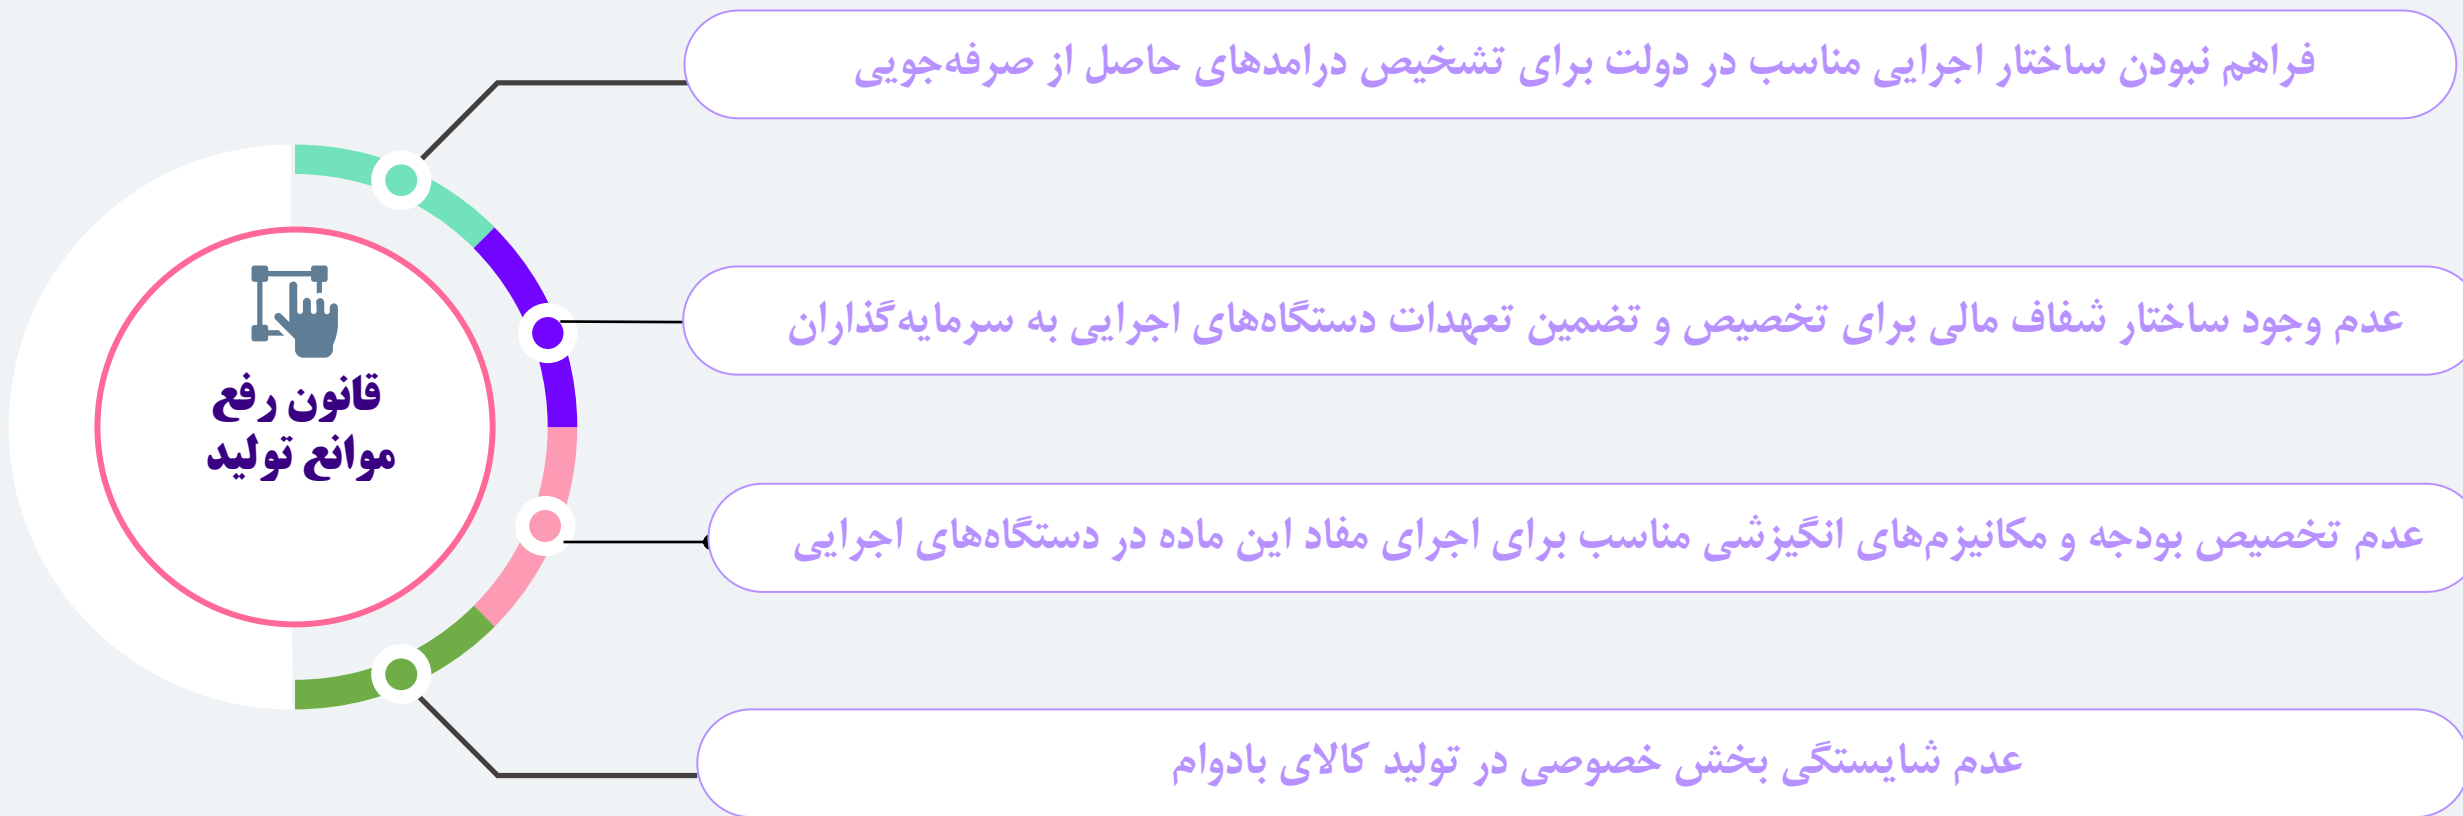 فراهم نبودن ساختار اجرایی مناسب در دولت برای تشخیص درامدهای حاصل از صرفه‌جویی
عدم وجود ساختار شفاف مالی برای تخصیص و تضمین تعهدات دستگاه‌های اجرایی به سرمایه‌گذاران
قانون رفع
موانع تولید
عدم تخصیص بودجه و مکانیزم‌های انگیزشی مناسب برای اجرای مفاد این ماده در دستگاه‌های اجرایی
عدم شایستگی بخش خصوصی در تولید کالای بادوام